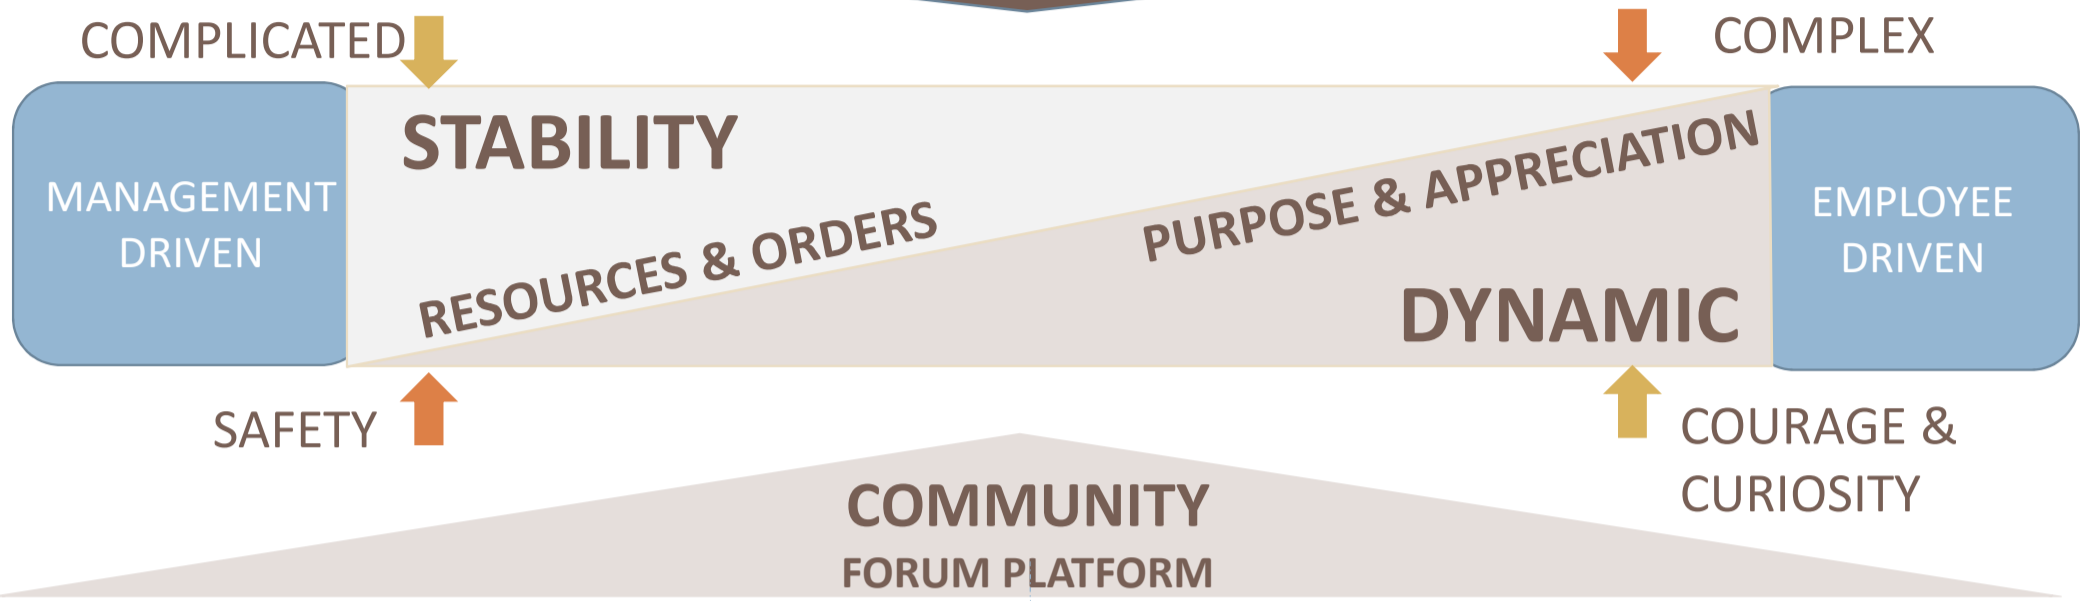 COMPLICATED
COMPLEX
STABILITY
MANAGEMENT
DRIVEN
RESOURCES & ORDERS
PURPOSE & APPRECIATION
EMPLOYEE
DRIVEN
DYNAMIC
SAFETY
COURAGE &
CURIOSITY
COMMUNITY
FORUM PLATFORM